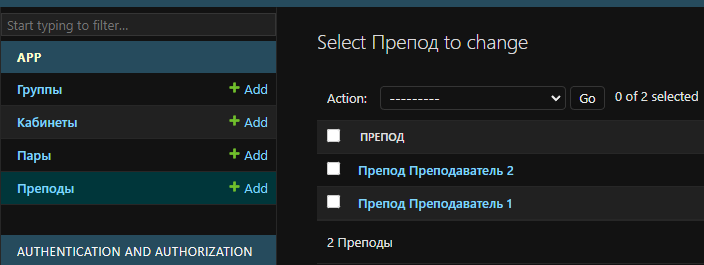 Start typing to filter...
APP
Группы + Add
Кабинеты + Add
Пары + Add
Преподы + Add
AUTHENTICATION AND AUTHORIZATION
Select Препод to change
Action: --------- Go 0 of 2 selected
ПРЕПОД
Препод Преподаватель 2
Препод Преподаватель 1
2 Преподы